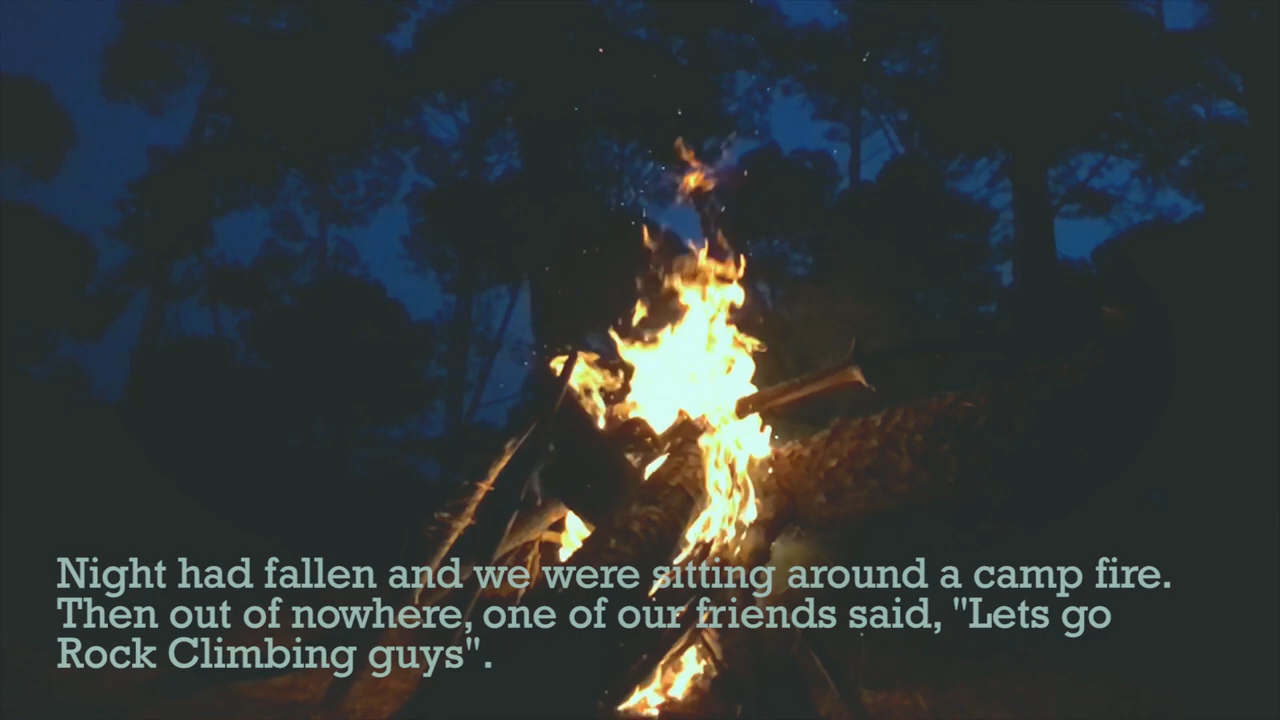 Night had fallen and we were sitting around a camp fire.
Then out of nowhere, one of our friends said, "Lets go
Rock Climbing guys".